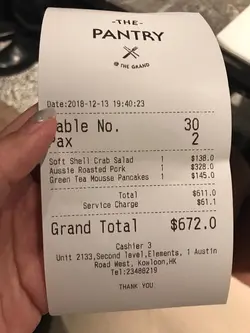 -THE-
PANTRY
@ THE GRAND
Date:2018-12-13 19:40:23
able No. 30
ax 2
Soft Shell Crab Salad 1 $138.0
Aussie Roasted Pork 1 $328.0
Green Tea Mousse Pancakes 1 $145.0
Total $611.0
Service Charge $61.1
Grand Total $672.0
Cashier 3
Unit 2133,Second level,Elements, 1 Austin
Road West, Kowloon,HK
Tel:23486219
THANK YOU